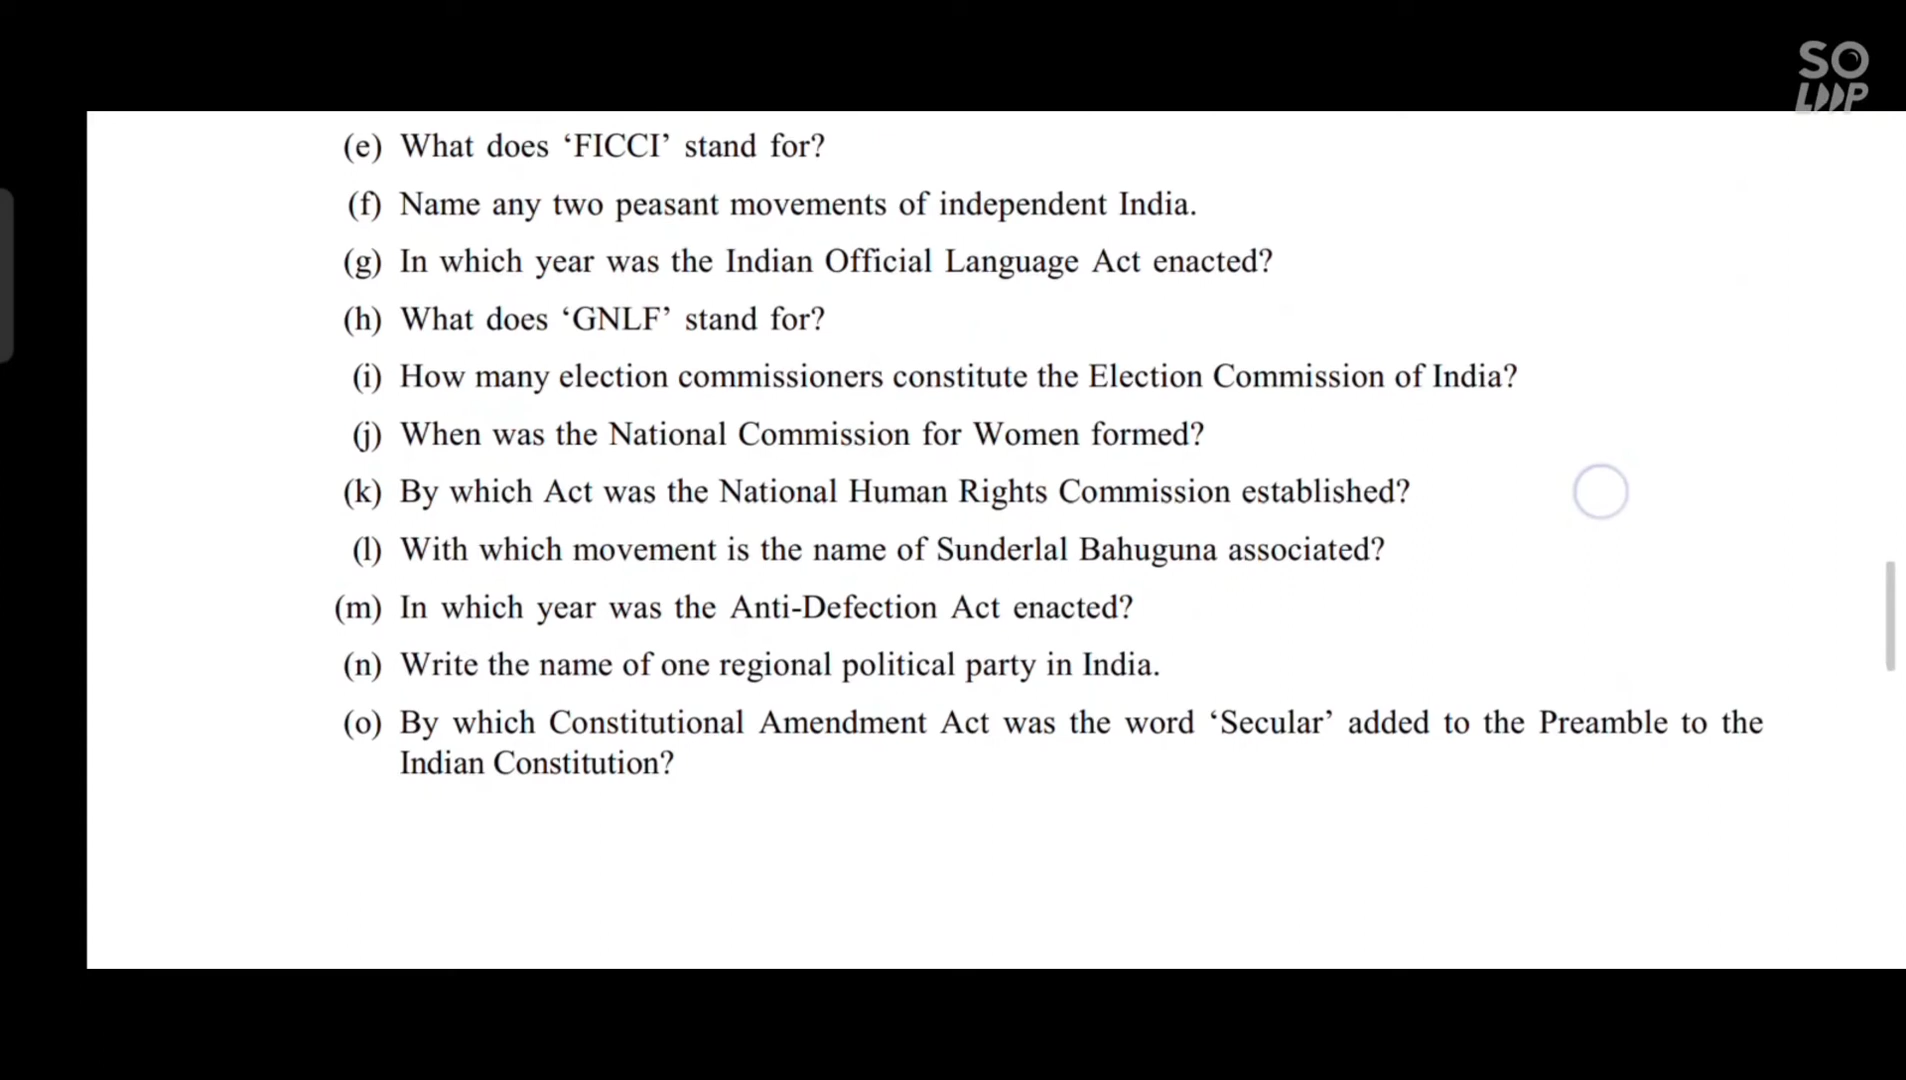 SO
LOOP
(e) What does ‘FICCI’ stand for?
(f) Name any two peasant movements of independent India.
(g) In which year was the Indian Official Language Act enacted?
(h) What does ‘GNLF’ stand for?
(i) How many election commissioners constitute the Election Commission of India?
(j) When was the National Commission for Women formed?
(k) By which Act was the National Human Rights Commission established?
(l) With which movement is the name of Sunderlal Bahuguna associated?
(m) In which year was the Anti-Defection Act enacted?
(n) Write the name of one regional political party in India.
(o) By which Constitutional Amendment Act was the word ‘Secular’ added to the Preamble to the
Indian Constitution?